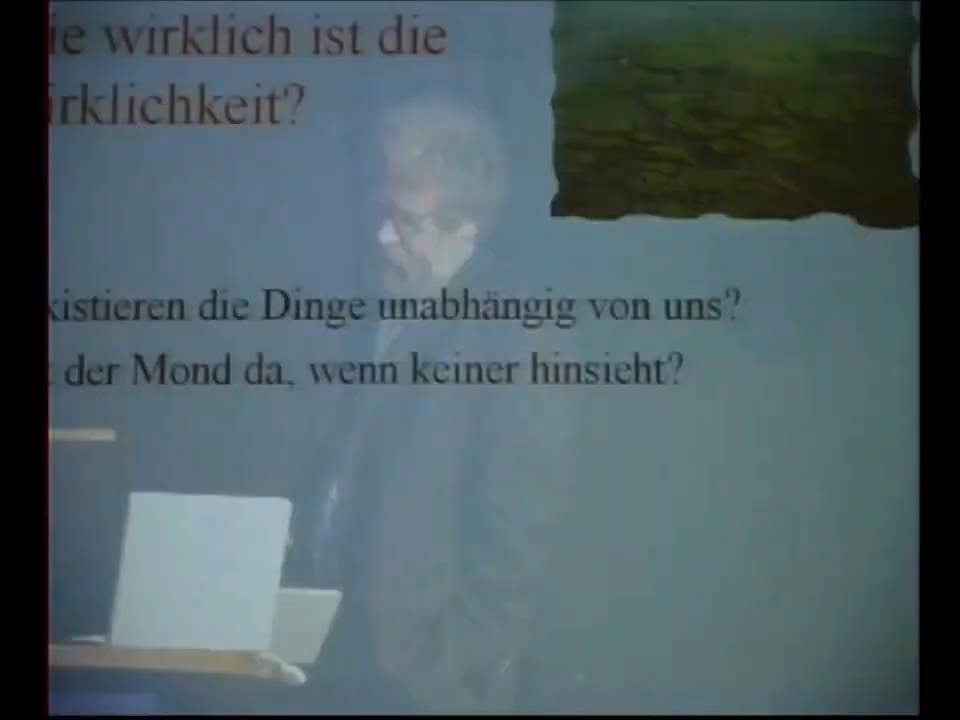 ie wirklich ist die
irklichkeit?
xistieren die Dinge unabhängig von uns?
der Mond da, wenn keiner hinsieht?